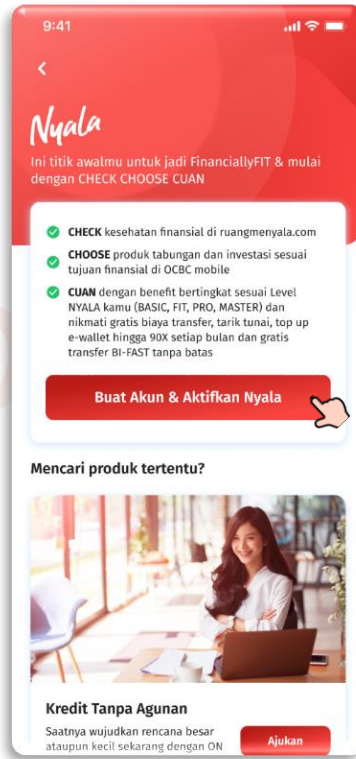 9:41
Nyala
Ini titik awalmu untuk jadi FinanciallyFIT & mulai
dengan CHECK CHOOSE CUAN
CHECK kesehatan finansial di ruangmenyala.com
CHOOSE produk tabungan dan investasi sesuai
tujuan finansial di OCBC mobile
CUAN dengan benefit bertingkat sesuai Level
NYALA kamu (BASIC, FIT, PRO, MASTER) dan
nikmati gratis biaya transfer, tarik tunai, top up
e-wallet hingga 90X setiap bulan dan gratis
transfer BI-FAST tanpa batas
Buat Akun & Aktifkan Nyala
Mencari produk tertentu?
Kredit Tanpa Agunan
Saatnya wujudkan rencana besar
ataupun kecil sekarang dengan ON
Ajukan